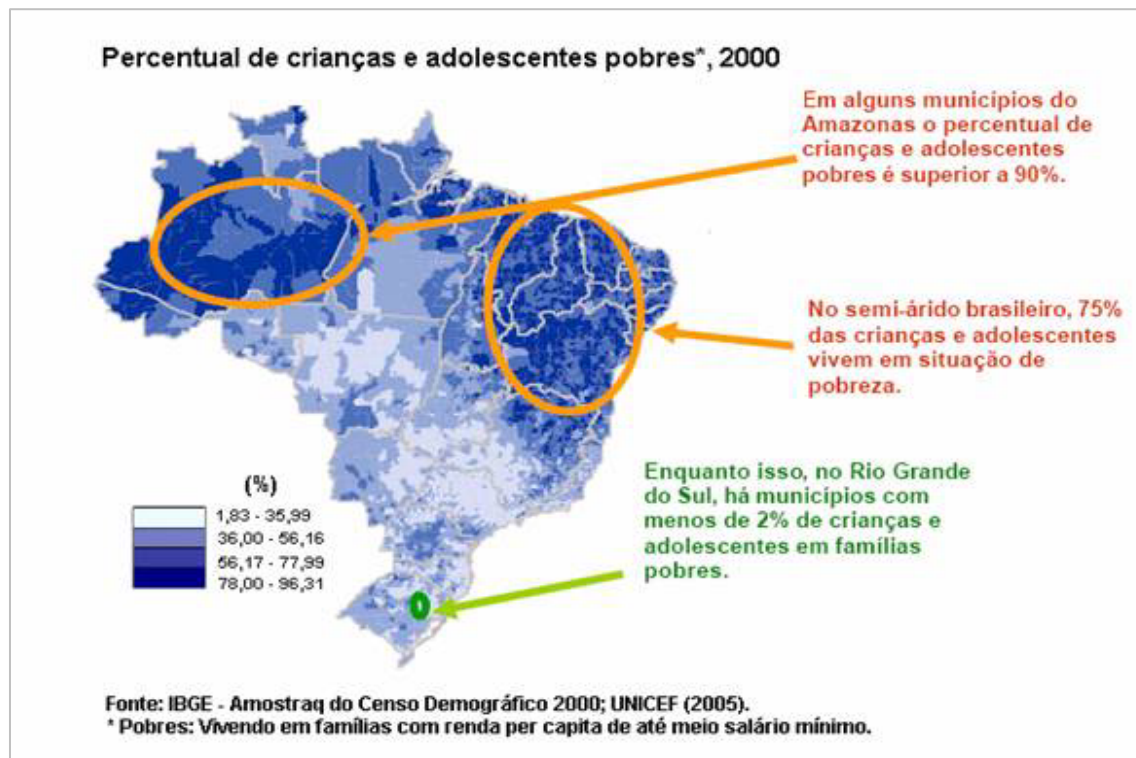 Percentual de crianças e adolescentes pobres*, 2000
Em alguns municípios do
Amazonas o percentual de
crianças e adolescentes
pobres é superior a 90%.
No semi-árido brasileiro, 75%
das crianças e adolescentes
vivem em situação de
pobreza.
Enquanto isso, no Rio Grande
do Sul, há municípios com
menos de 2% de crianças e
adolescentes em famílias
pobres.
(%)
1,83 - 35,99
36,00 - 56,16
56,17 - 77,99
78,00 - 96,31
Fonte: IBGE - Amostraq do Censo Demográfico 2000; UNICEF (2005).
* Pobres: Vivendo em famílias com renda per capita de até meio salário mínimo.